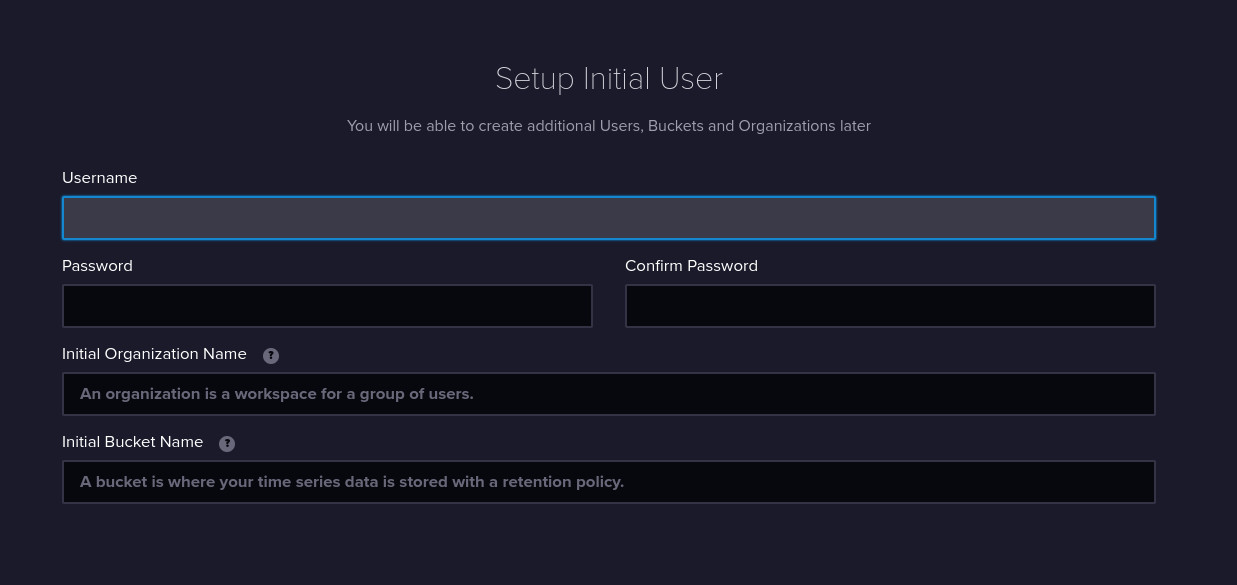 Setup Initial User
You will be able to create additional Users, Buckets and Organizations later
Username
Password
Confirm Password
Initial Organization Name ?
An organization is a workspace for a group of users.
Initial Bucket Name ?
A bucket is where your time series data is stored with a retention policy.